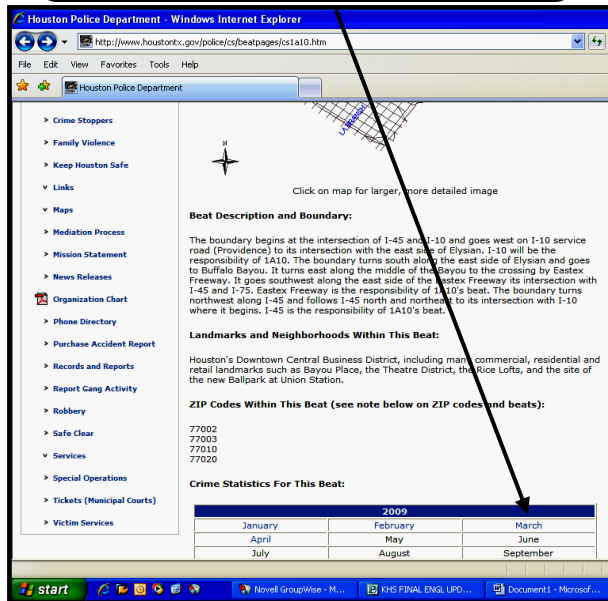 Houston Police Department - Windows Internet Explorer
http://www.houstontx.gov/police/cs/beatpages/cs1a10.htm
File Edit View Favorites Tools Help
Houston Police Department
> Crime Stoppers
> Family Violence
> Keep Houston Safe
v Links
v Maps
> Mediation Process
> Mission Statement
> News Releases
Organization Chart
> Phone Directory
> Purchase Accident Report
> Records and Reports
> Report Gang Activity
> Robbery
> Safe Clear
v Services
> Special Operations
> Tickets (Municipal Courts)
> Victim Services
LA BRANCH
N
Click on map for larger, more detailed image
Beat Description and Boundary:
The boundary begins at the intersection of I-45 and I-10 and goes west on I-10 service
road (Providence) to its intersection with the east side of Elysian. I-10 will be the
responsibility of 1A10. The boundary turns south along the east side of Elysian and goes
to Buffalo Bayou. It turns east along the middle of the Bayou to the crossing by Eastex
Freeway. It goes southwest along the east side of the Eastex Freeway its intersection with
I-45 and I-75. Eastex Freeway is the responsibility of 1A10's beat. The boundary turns
northwest along I-45 and follows I-45 north and northeast to its intersection with I-10
where it begins. I-45 is the responsibility of 1A10's beat.
Landmarks and Neighborhoods Within This Beat:
Houston's Downtown Central Business District, including many commercial, residential and
retail landmarks such as Bayou Place, the Theatre District, the Rice Lofts, and the site of
the new Ballpark at Union Station.
ZIP Codes Within This Beat (see note below on ZIP codes and beats):
77002
77003
77010
77020
Crime Statistics For This Beat:
2009
January February March
April May June
July August September
start
Novell GroupWise - M...
KHS FINAL ENGL UPD...
Document1 - Microsof...